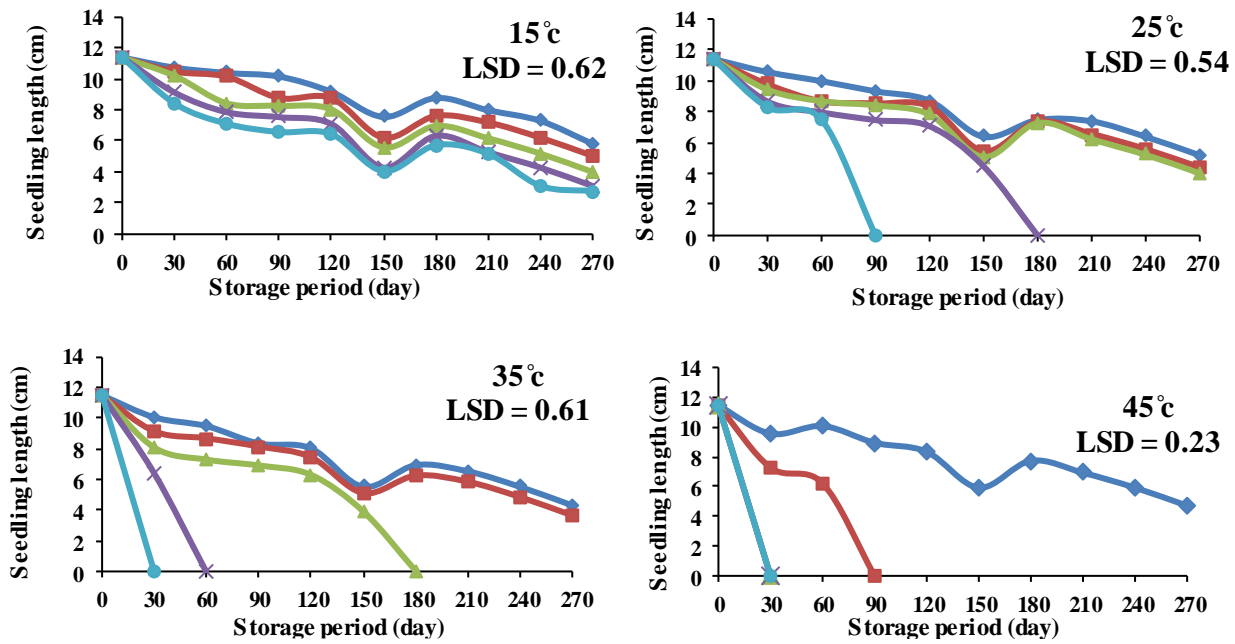 14
12
10
8
6
4
2
0
Seedling length (cm)
15°c
LSD = 0.62
0 30 60 90 120 150 180 210 240 270
Storage period (day)
14
12
10
8
6
4
2
0
Seedling length (cm)
25°c
LSD = 0.54
0 30 60 90 120 150 180 210 240 270
Storage period (day)
14
12
10
8
6
4
2
0
Seedling length (cm)
35°c
LSD = 0.61
0 30 60 90 120 150 180 210 240 270
Storage period (day)
14
12
10
8
6
4
2
0
Seedling length (cm)
45°c
LSD = 0.23
0 30 60 90 120 150 180 210 240 270
Storage period (day)